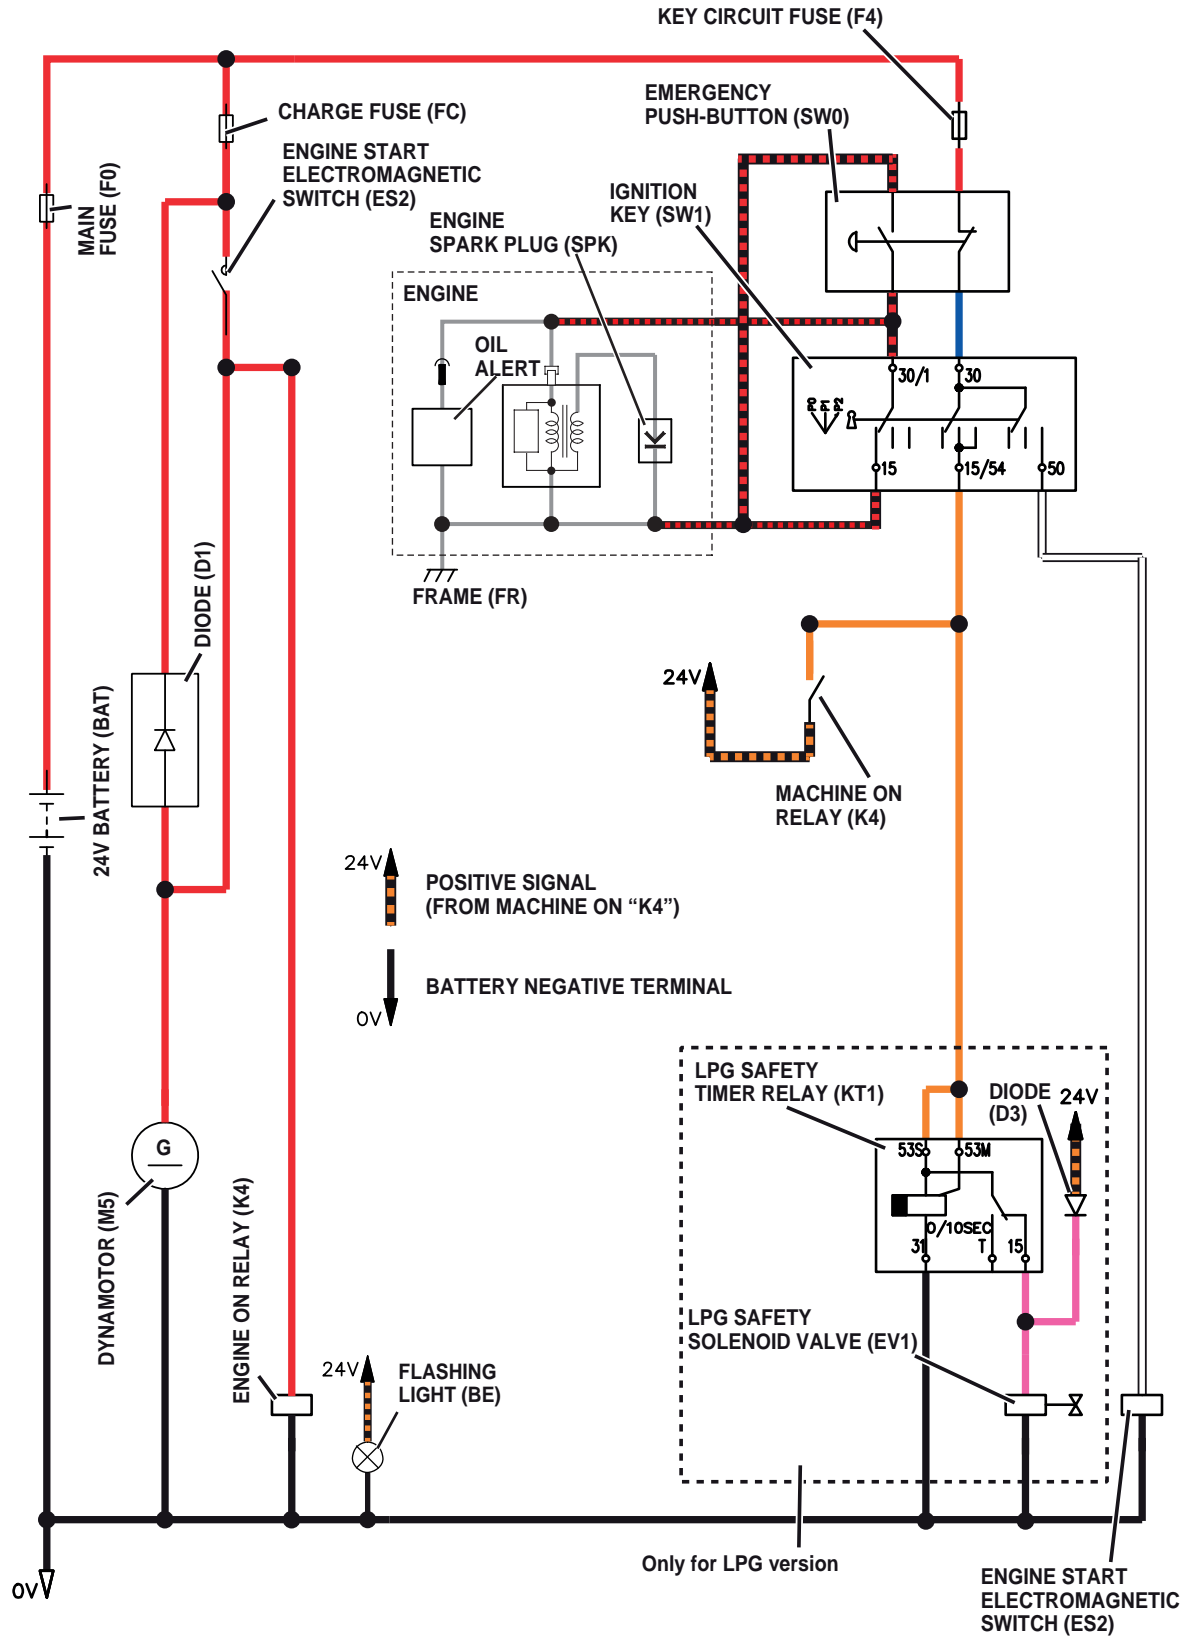 KEY CIRCUIT FUSE (F4)
EMERGENCY
PUSH-BUTTON (SW0)
CHARGE FUSE (FC)
ENGINE START
ELECTROMAGNETIC
SWITCH (ES2)
MAIN
FUSE (F0)
IGNITION
KEY (SW1)
ENGINE
SPARK PLUG (SPK)
ENGINE
OIL
ALERT
30/1
30
P0
P1
P2
15
15/54
50
FRAME (FR)
DIODE (D1)
24V
MACHINE ON
RELAY (K4)
24V BATTERY (BAT)
24V
POSITIVE SIGNAL
(FROM MACHINE ON “K4”)
BATTERY NEGATIVE TERMINAL
0V
LPG SAFETY
TIMER RELAY (KT1)
DIODE
(D3)
24V
53S
53M
0/10SEC
31
T
15
G
DYNAMOTOR (M5)
ENGINE ON RELAY (K4)
LPG SAFETY
SOLENOID VALVE (EV1)
24V
FLASHING
LIGHT (BE)
Only for LPG version
0V
ENGINE START
ELECTROMAGNETIC
SWITCH (ES2)